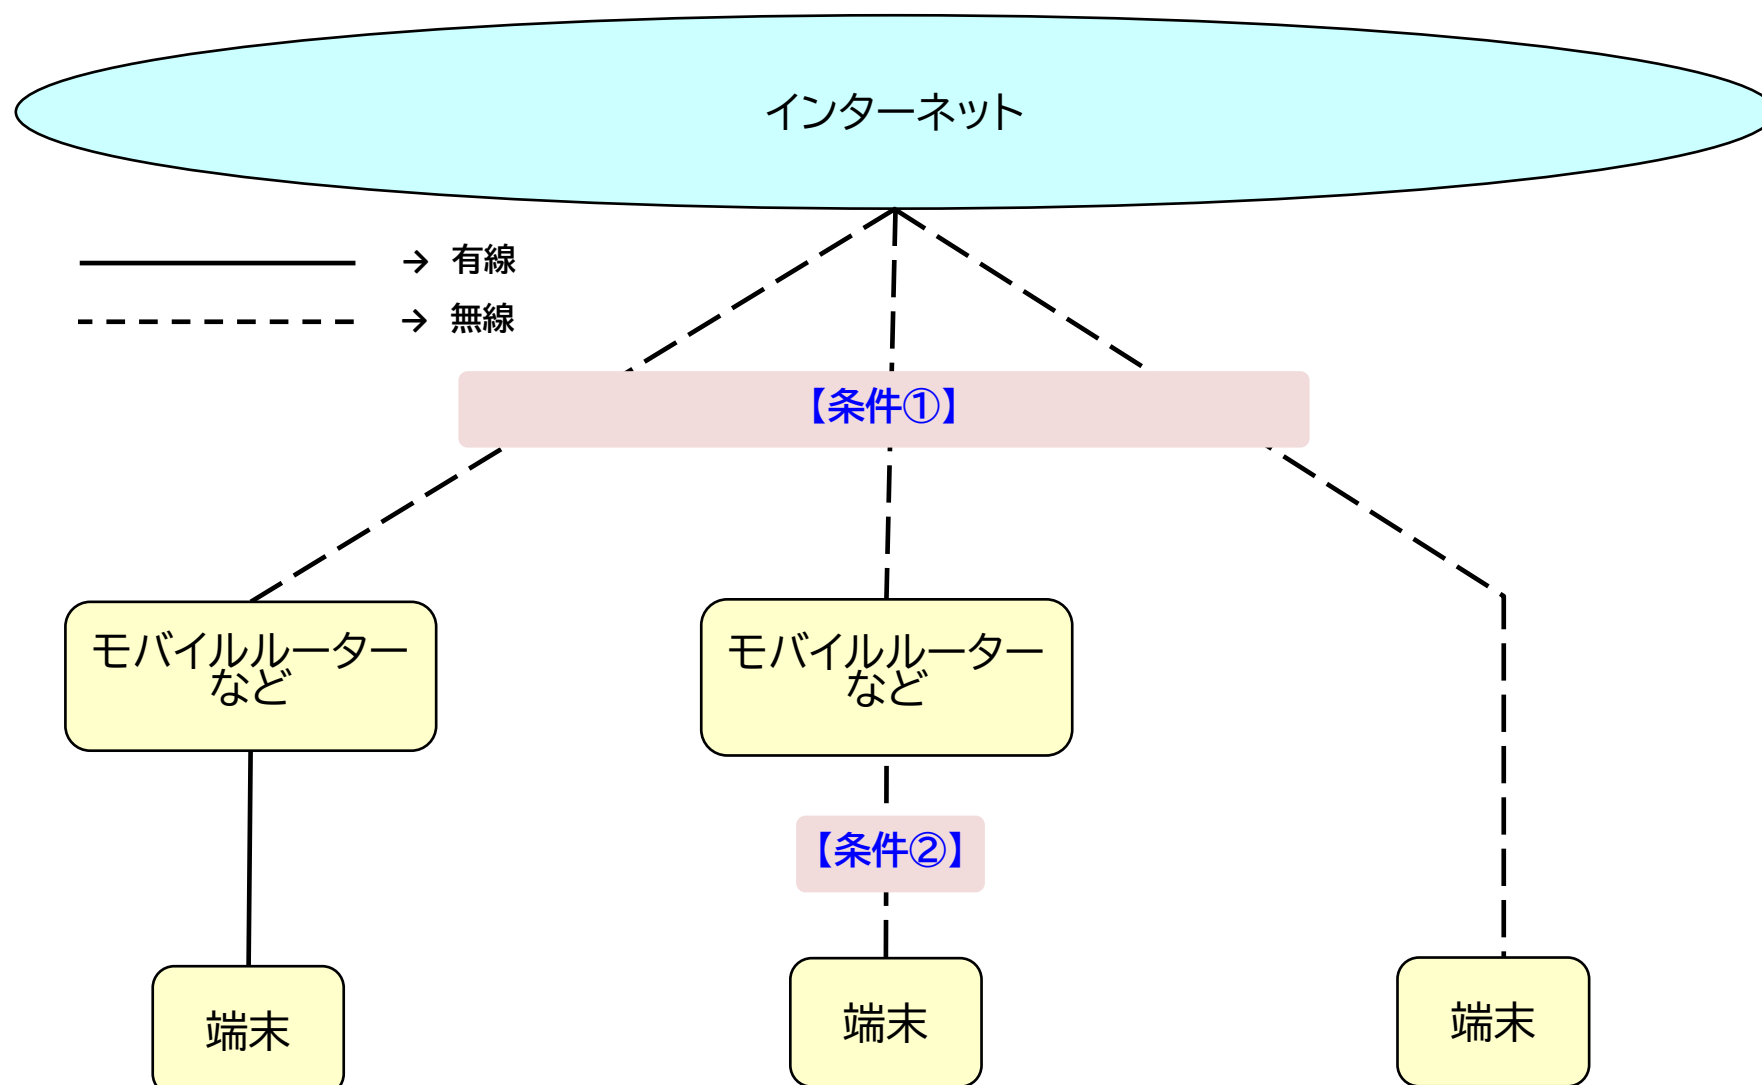 インターネット
→ 有線
→ 無線
【条件①】
モバイルルーター
など
モバイルルーター
など
【条件②】
端末
端末
端末